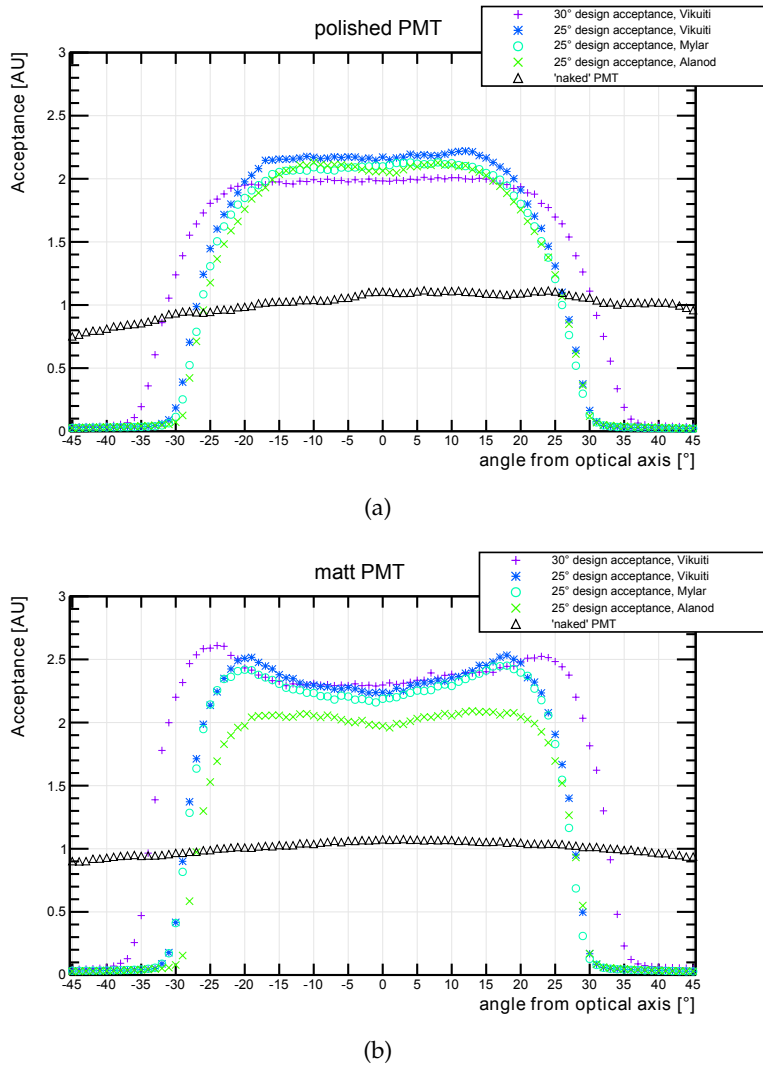 polished PMT
30° design acceptance, Vikuiti
25° design acceptance, Vikuiti
25° design acceptance, Mylar
25° design acceptance, Alanod
'naked' PMT
Acceptance [AU]
3
2.5
2
1.5
1
0.5
0
-45 -40 -35 -30 -25 -20 -15 -10 -5 0 5 10 15 20 25 30 35 40 45
angle from optical axis [°]
(a)
matt PMT
30° design acceptance, Vikuiti
25° design acceptance, Vikuiti
25° design acceptance, Mylar
25° design acceptance, Alanod
'naked' PMT
Acceptance [AU]
3
2.5
2
1.5
1
0.5
0
-45 -40 -35 -30 -25 -20 -15 -10 -5 0 5 10 15 20 25 30 35 40 45
angle from optical axis [°]
(b)